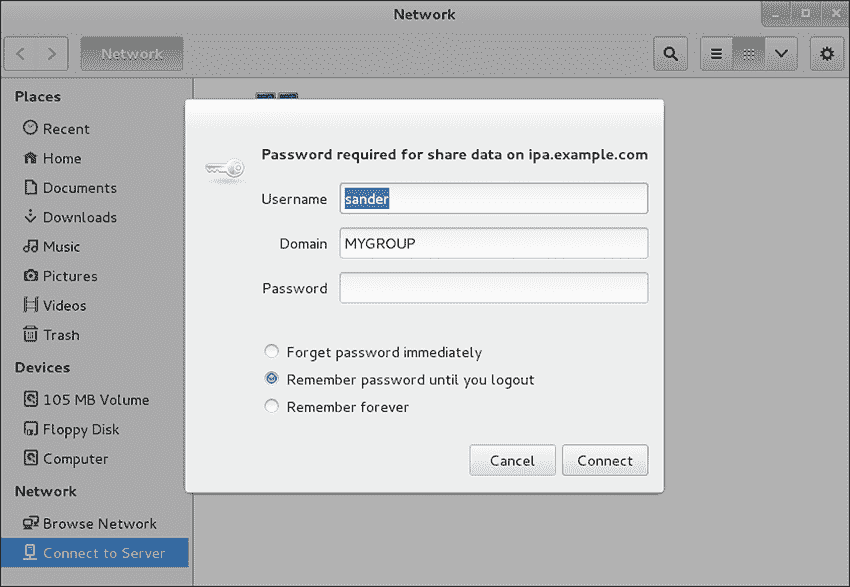 Network
Network
Places
Recent
Home
Documents
Downloads
Music
Pictures
Videos
Trash
Devices
105 MB Volume
Floppy Disk
Computer
Network
Browse Network
Connect to Server
Password required for share data on ipa.example.com
Username sander
Domain MYGROUP
Password
Forget password immediately
Remember password until you logout
Remember forever
Cancel Connect